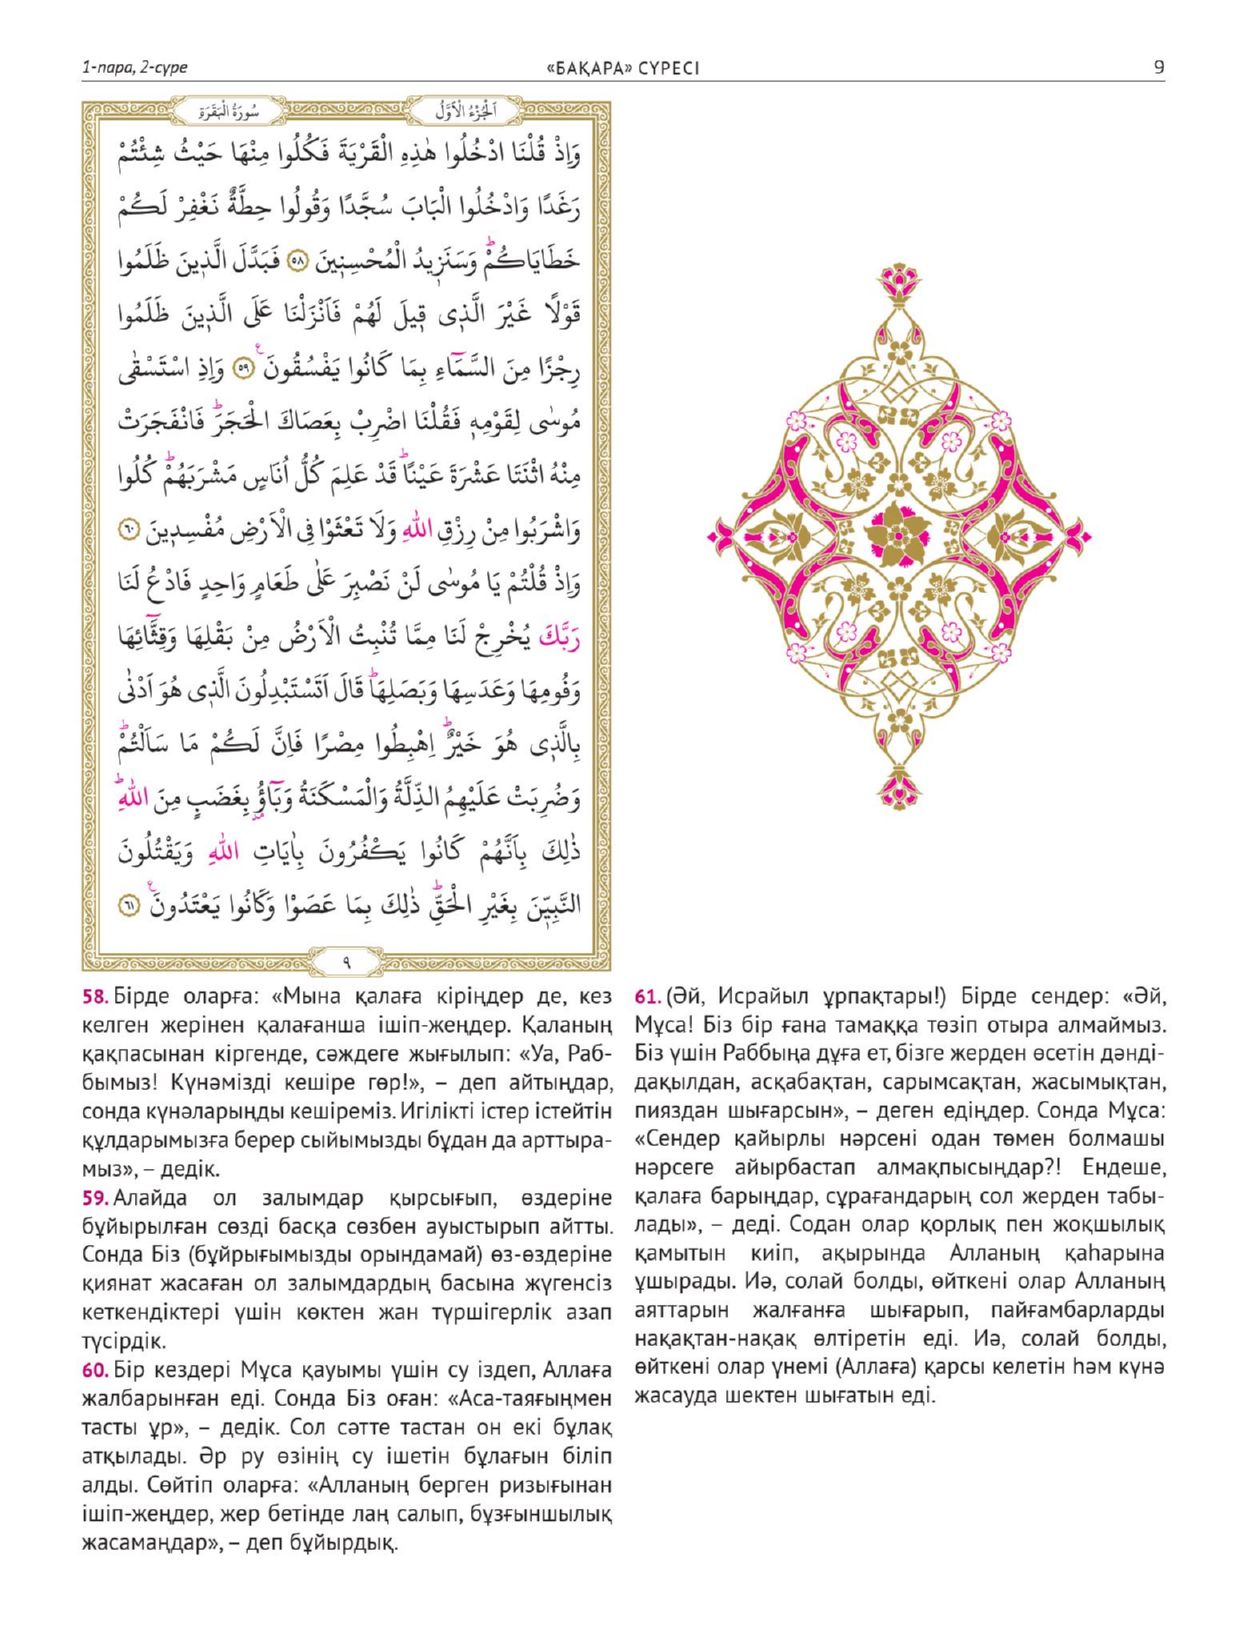 1-пара, 2-сүре
«БАҚАРА» СҮРЕСІ
9
سُورَةُ الْبَقَرَةِ
اَلْجُزْءُ الْاَوَّلُ
وَاِذْ قُلْنَا ادْخُلُوا هٰذِهِ الْقَرْيَةَ فَكُلُوا مِنْهَا حَيْثُ شِئْتُمْ
رَغَدًا وَادْخُلُوا الْبَابَ سُجَّدًا وَقُولُوا حِطَّةٌ نَغْفِرْ لَكُمْ
خَطَايَاكُمْۜ وَسَنَز۪يدُ الْمُحْسِن۪ينَ ﴿٥٨﴾ فَبَدَّلَ الَّذ۪ينَ ظَلَمُوا
قَوْلًا غَيْرَ الَّذ۪ي ق۪يلَ لَهُمْ فَاَنْزَلْنَا عَلَى الَّذ۪ينَ ظَلَمُوا
رِجْزًا مِنَ السَّمَٓاءِ بِمَا كَانُوا يَفْسُقُونَ۟ ﴿٥٩﴾ وَاِذِ اسْتَسْقٰى
مُوسٰى لِقَوْمِه۪ فَقُلْنَا اضْرِبْ بِعَصَاكَ الْحَجَرَۜ فَانْفَجَرَتْ
مِنْهُ اثْنَتَا عَشْرَةَ عَيْنًاۜ قَدْ عَلِمَ كُلُّ اُنَاسٍ مَشْرَبَهُمْۜ كُلُوا
وَاشْرَبُوا مِنْ رِزْقِ اللّٰهِ وَلَا تَعْثَوْا فِي الْاَرْضِ مُفْسِد۪ينَ ﴿٦٠﴾
وَاِذْ قُلْتُمْ يَا مُوسٰى لَنْ نَصْبِرَ عَلٰى طَعَامٍ وَاحِدٍ فَادْعُ لَنَا
رَبَّكَ يُخْرِجْ لَنَا مِمَّا تُنْبِتُ الْاَرْضُ مِنْ بَقْلِهَا وَقِثَّٓائِهَا
وَفُومِهَا وَعَدَسِهَا وَبَصَلِهَاۜ قَالَ اَتَسْتَبْدِلُونَ الَّذ۪ي هُوَ اَدْنٰى
بِالَّذ۪ي هُوَ خَيْرٌۜ اِهْبِطُوا مِصْرًا فَاِنَّ لَكُمْ مَا سَاَلْتُمْۜ
وَضُرِبَتْ عَلَيْهِمُ الذِّلَّةُ وَالْمَسْكَنَةُ وَبَٓاؤُ۫ بِغَضَبٍ مِنَ اللّٰهِۜ
ذٰلِكَ بِاَنَّهُمْ كَانُوا يَكْفُرُونَ بِاٰيَاتِ اللّٰهِ وَيَقْتُلُونَ
النَّبِيّ۪نَ بِغَيْرِ الْحَقِّۜ ذٰلِكَ بِمَا عَصَوْا وَكَانُوا يَعْتَدُونَ۟ ﴿٦١﴾
٩
58. Бірде оларға: «Мына қалаға кіріңдер де, кез
келген жерінен қалағанша ішіп-жеңдер. Қаланың
қақпасынан кіргенде, сәждеге жығылып: «Уа, Раб-
бымыз! Күнәмізді кешіре гөр!», – деп айтыңдар,
сонда күнәларыңды кешіреміз. Игілікті істер істейтін
құлдарымызға берер сыйымызды бұдан да арттыра-
мыз», – дедік.
59. Алайда ол залымдар қырсығып, өздеріне
бұйырылған сөзді басқа сөзбен ауыстырып айтты.
Сонда Біз (бұйрығымызды орындамай) өз-өздеріне
қиянат жасаған ол залымдардың басына жүгенсіз
кеткендіктері үшін көктен жан түршігерлік азап
түсірдік.
60. Бір кездері Мұса қауымы үшін су іздеп, Аллаға
жалбарынған еді. Сонда Біз оған: «Аса-таяғыңмен
тасты ұр», – дедік. Сол сәтте тастан он екі бұлақ
атқылады. Әр ру өзінің су ішетін бұлағын біліп
алды. Сөйтіп оларға: «Алланың берген ризығынан
ішіп-жеңдер, жер бетінде лаң салып, бұзғыншылық
жасамаңдар», – деп бұйырдық.
61. (Әй, Исрайыл ұрпақтары!) Бірде сендер: «Әй,
Мұса! Біз бір ғана тамаққа төзіп отыра алмаймыз.
Біз үшін Раббыңа дұға ет, бізге жерден өсетін дәнді-
дақылдан, асқабақтан, сарымсақтан, жасымықтан,
пияздан шығарсын», – деген едіңдер. Сонда Мұса:
«Сендер қайырлы нәрсені одан төмен болмашы
нәрсеге айырбастап алмақпысыңдар?! Ендеше,
қалаға барыңдар, сұрағандарың сол жерден табы-
лады», – деді. Содан олар қорлық пен жоқшылық
қамытын киіп, ақырында Алланың қаһарына
ұшырады. Иә, солай болды, өйткені олар Алланың
аяттарын жалғанға шығарып, пайғамбарларды
нақақтан-нақақ өлтіретін еді. Иә, солай болды,
өйткені олар үнемі (Аллаға) қарсы келетін һәм күнә
жасауда шектен шығатын еді.